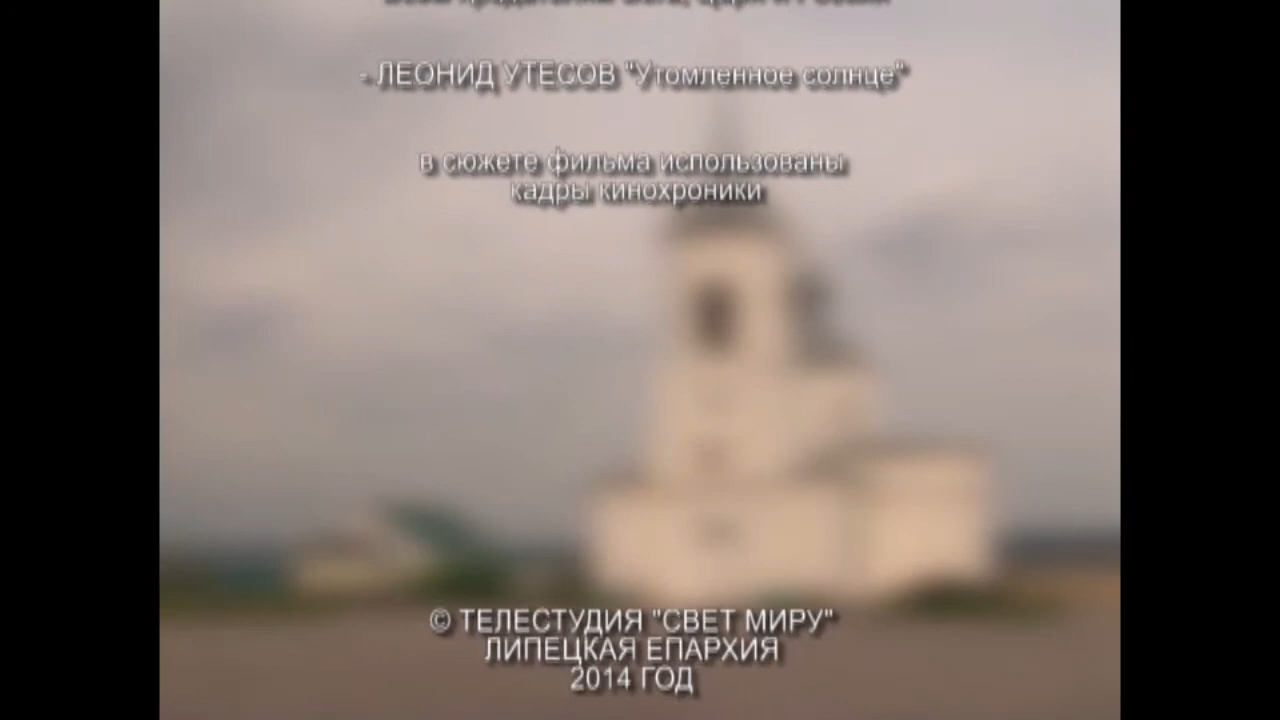 - ЛЕОНИД УТЕСОВ "Утомленное солнце"
в сюжете фильма использованы
кадры кинохроники
© ТЕЛЕСТУДИЯ "СВЕТ МИРУ"
ЛИПЕЦКАЯ ЕПАРХИЯ
2014 ГОД